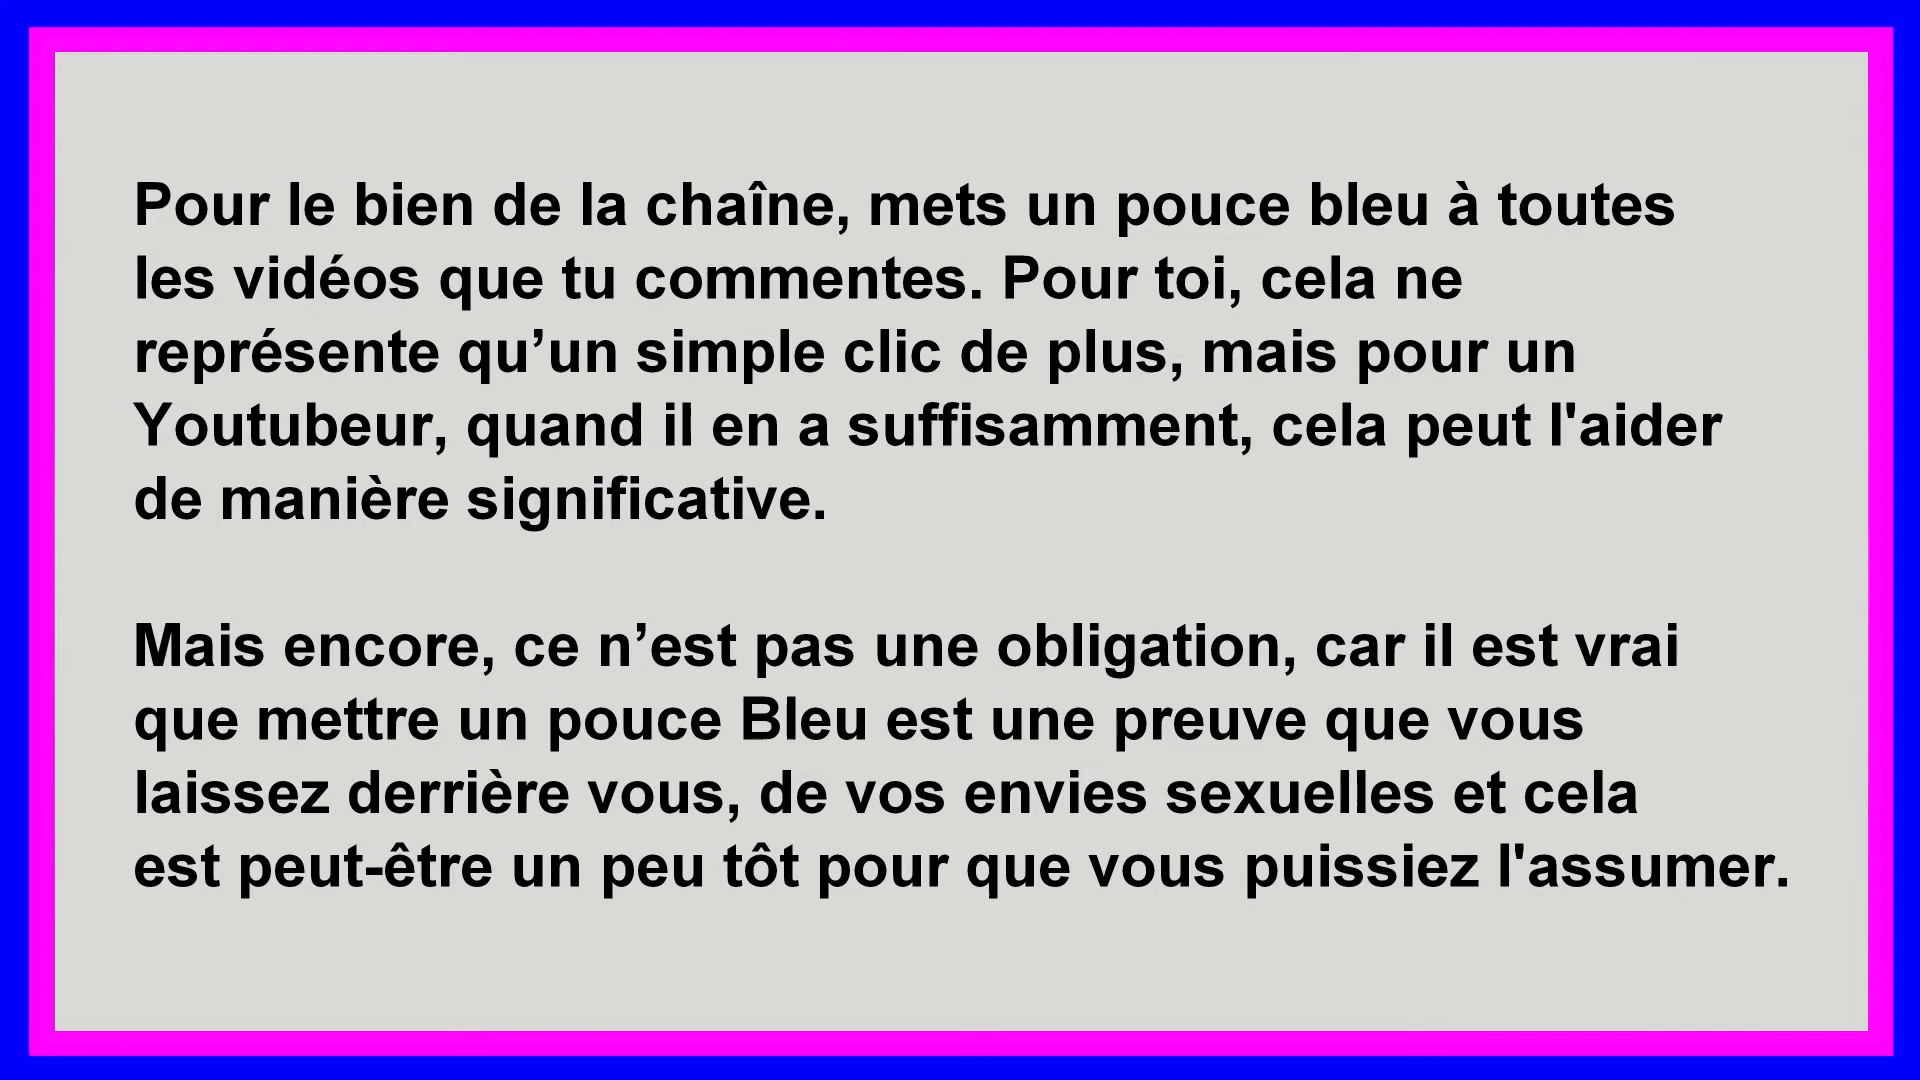 Pour le bien de la chaîne, mets un pouce bleu à toutes
les vidéos que tu commentes. Pour toi, cela ne
représente qu’un simple clic de plus, mais pour un
Youtubeur, quand il en a suffisamment, cela peut l'aider
de manière significative.
Mais encore, ce n’est pas une obligation, car il est vrai
que mettre un pouce Bleu est une preuve que vous
laissez derrière vous, de vos envies sexuelles et cela
est peut-être un peu tôt pour que vous puissiez l'assumer.